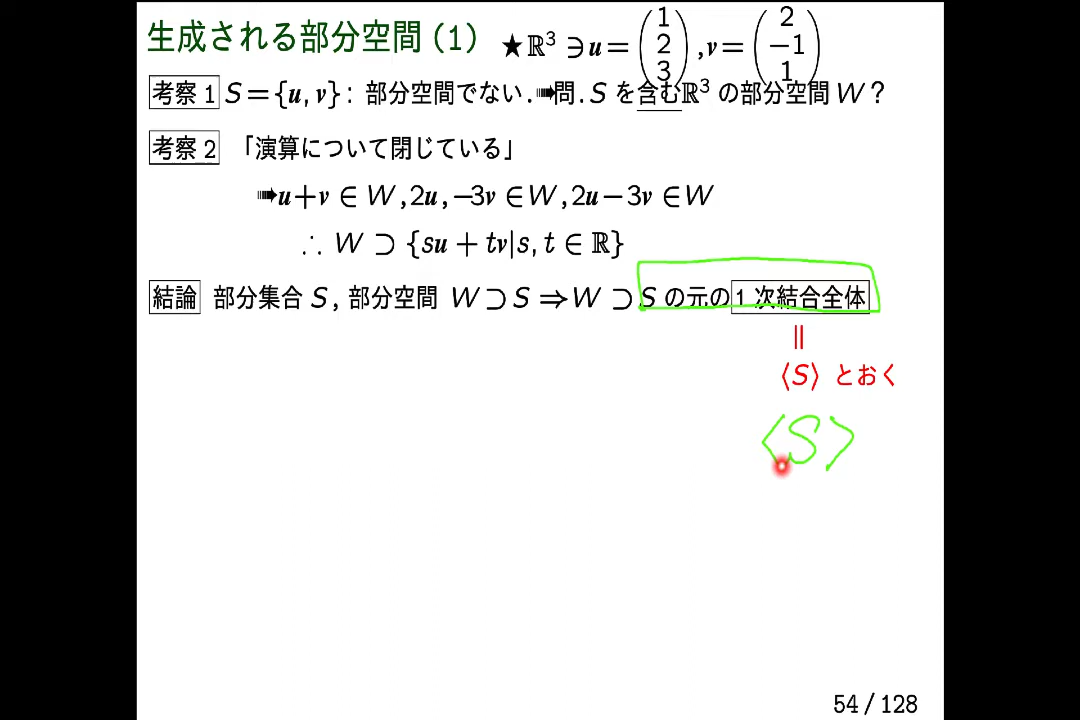 生成される部分空間 (1) ★ℝ³ ∋ u = (1 2 3), v = (2 −1 1)
考察 1 S = {u, v} : 部分空間でない. ➠問. S を含むℝ³ の部分空間 W ?
考察 2 「演算について閉じている」
➠u + v ∈ W, 2u, −3v ∈ W, 2u − 3v ∈ W
∴ W ⊃ {su + tv|s, t ∈ ℝ}
結論 部分集合 S, 部分空間 W ⊃ S ⇒ W ⊃ S の元の 1 次結合全体
||
⟨S⟩ とおく
⟨S⟩
54 / 128